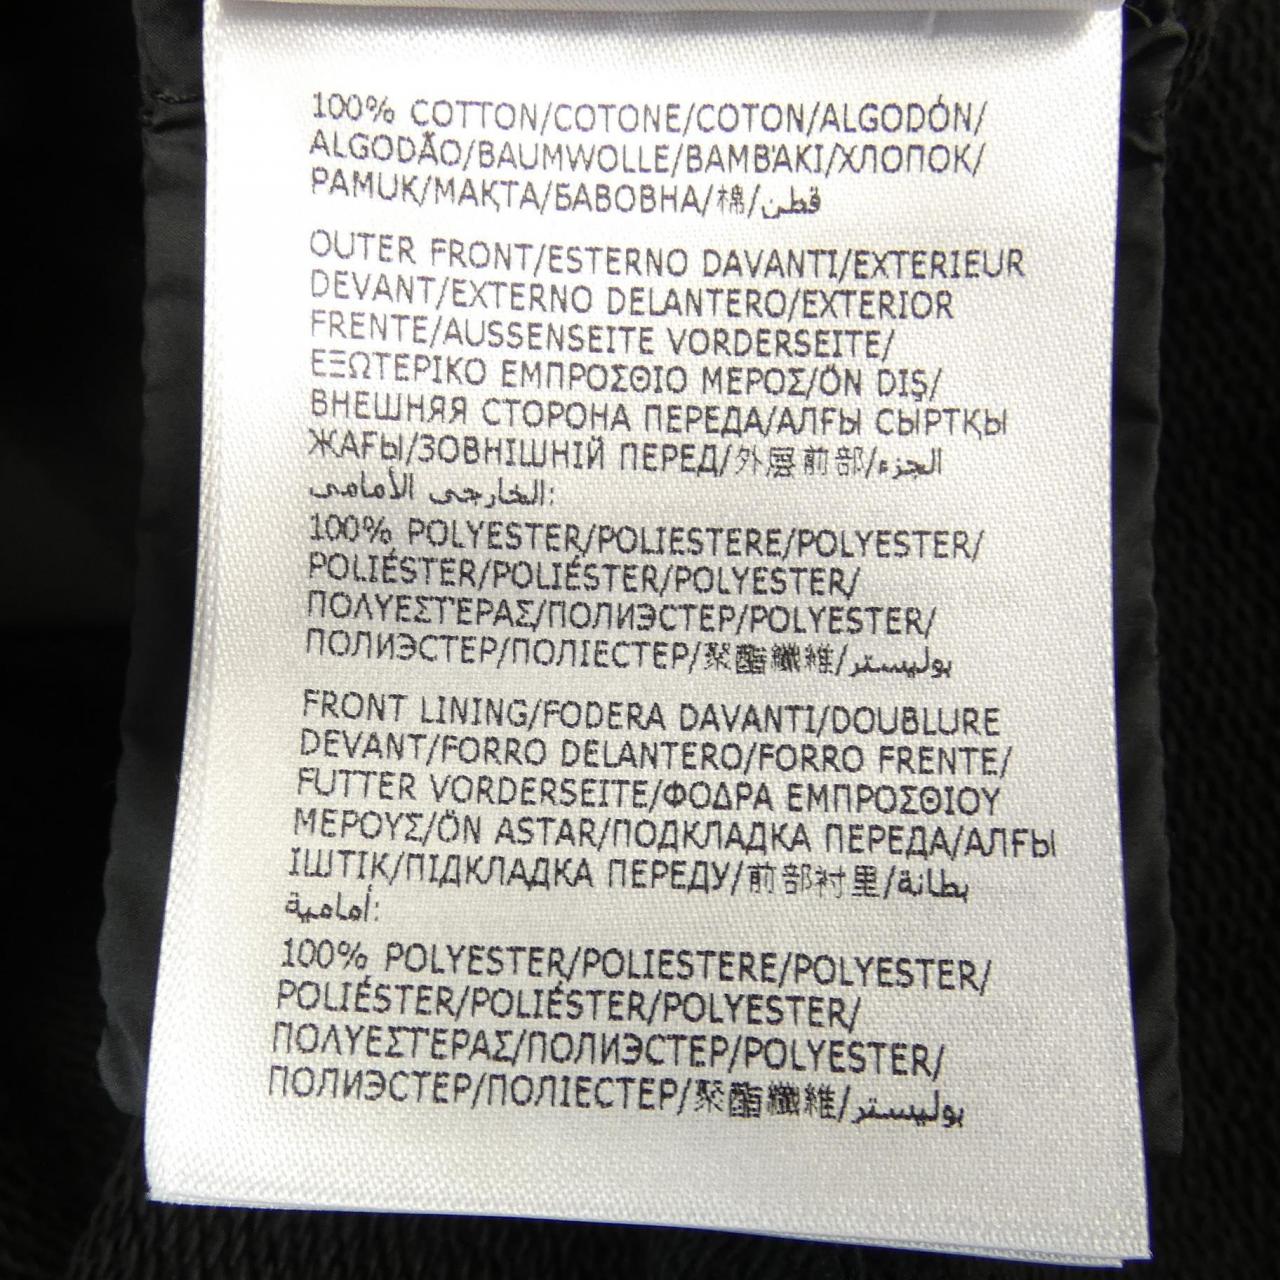 100% COTTON/COTONE/COTON/ALGODÓN/
ALGODÃO/BAUMWOLLE/BAMBAKI/ХЛОПОК/
PAMUK/МАҚТА/БАВОВНА/棉/قطن
OUTER FRONT/ESTERNO DAVANTI/EXTERIEUR
DEVANT/EXTERNO DELANTERO/EXTERIOR
FRENTE/AUSSENSEITE VORDERSEITE/
ΕΞΩΤΕΡΙΚΟ ΕΜΠΡΟΣΘΙΟ ΜΕΡΟΣ/ÖN DIŞ/
ВНЕШНЯЯ СТОРОНА ПЕРЕДА/АЛҒЫ СЫРТҚЫ
ЖАҒЫ/ЗОВНІШНІЙ ПЕРЕД/外层前部/الجزء
الخارجي الأمامي:
100% POLYESTER/POLIESTERE/POLYESTER/
POLIÉSTER/POLIÉSTER/POLYESTER/
ΠΟΛΥΕΣΤΕΡΑΣ/ПОЛИЭСТЕР/POLYESTER/
ПОЛИЭСТЕР/ПОЛІЕСТЕР/聚酯纖維/بوليستر
FRONT LINING/FODERA DAVANTI/DOUBLURE
DEVANT/FORRO DELANTERO/FORRO FRENTE/
FUTTER VORDERSEITE/ΦΟΔΡΑ ΕΜΠΡΟΣΘΙΟΥ
ΜΕΡΟΥΣ/ÖN ASTAR/ПОДКЛАДКА ПЕРЕДА/АЛҒЫ
ІШТІК/ПІДКЛАДКА ПЕРЕДУ/前部衬里/بطانة
أمامية:
100% POLYESTER/POLIESTERE/POLYESTER/
POLIÉSTER/POLIÉSTER/POLYESTER/
ΠΟΛΥΕΣΤΕΡΑΣ/ПОЛИЭСТЕР/POLYESTER/
ПОЛИЭСТЕР/ПОЛІЕСТЕР/聚酯纖維/بوليستر